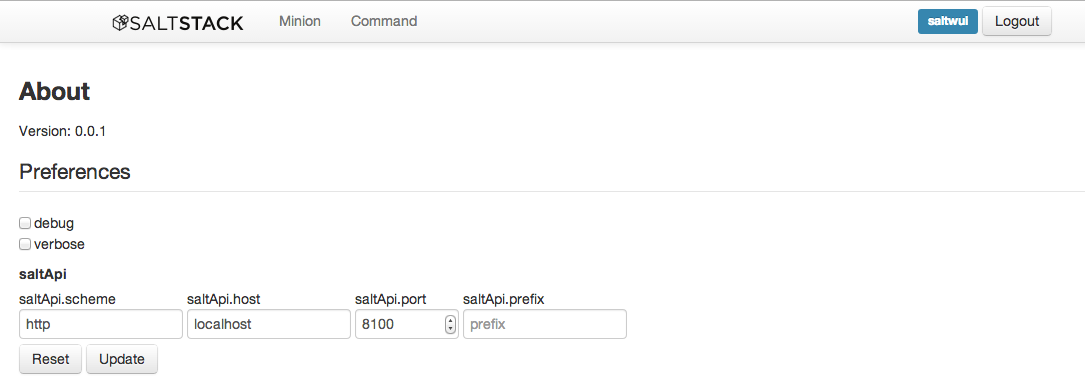 SALTSTACK Minion Command saltwui Logout
About
Version: 0.0.1
Preferences
debug
verbose
saltApi
saltApi.scheme saltApi.host saltApi.port saltApi.prefix
http localhost 8100 prefix
Reset Update